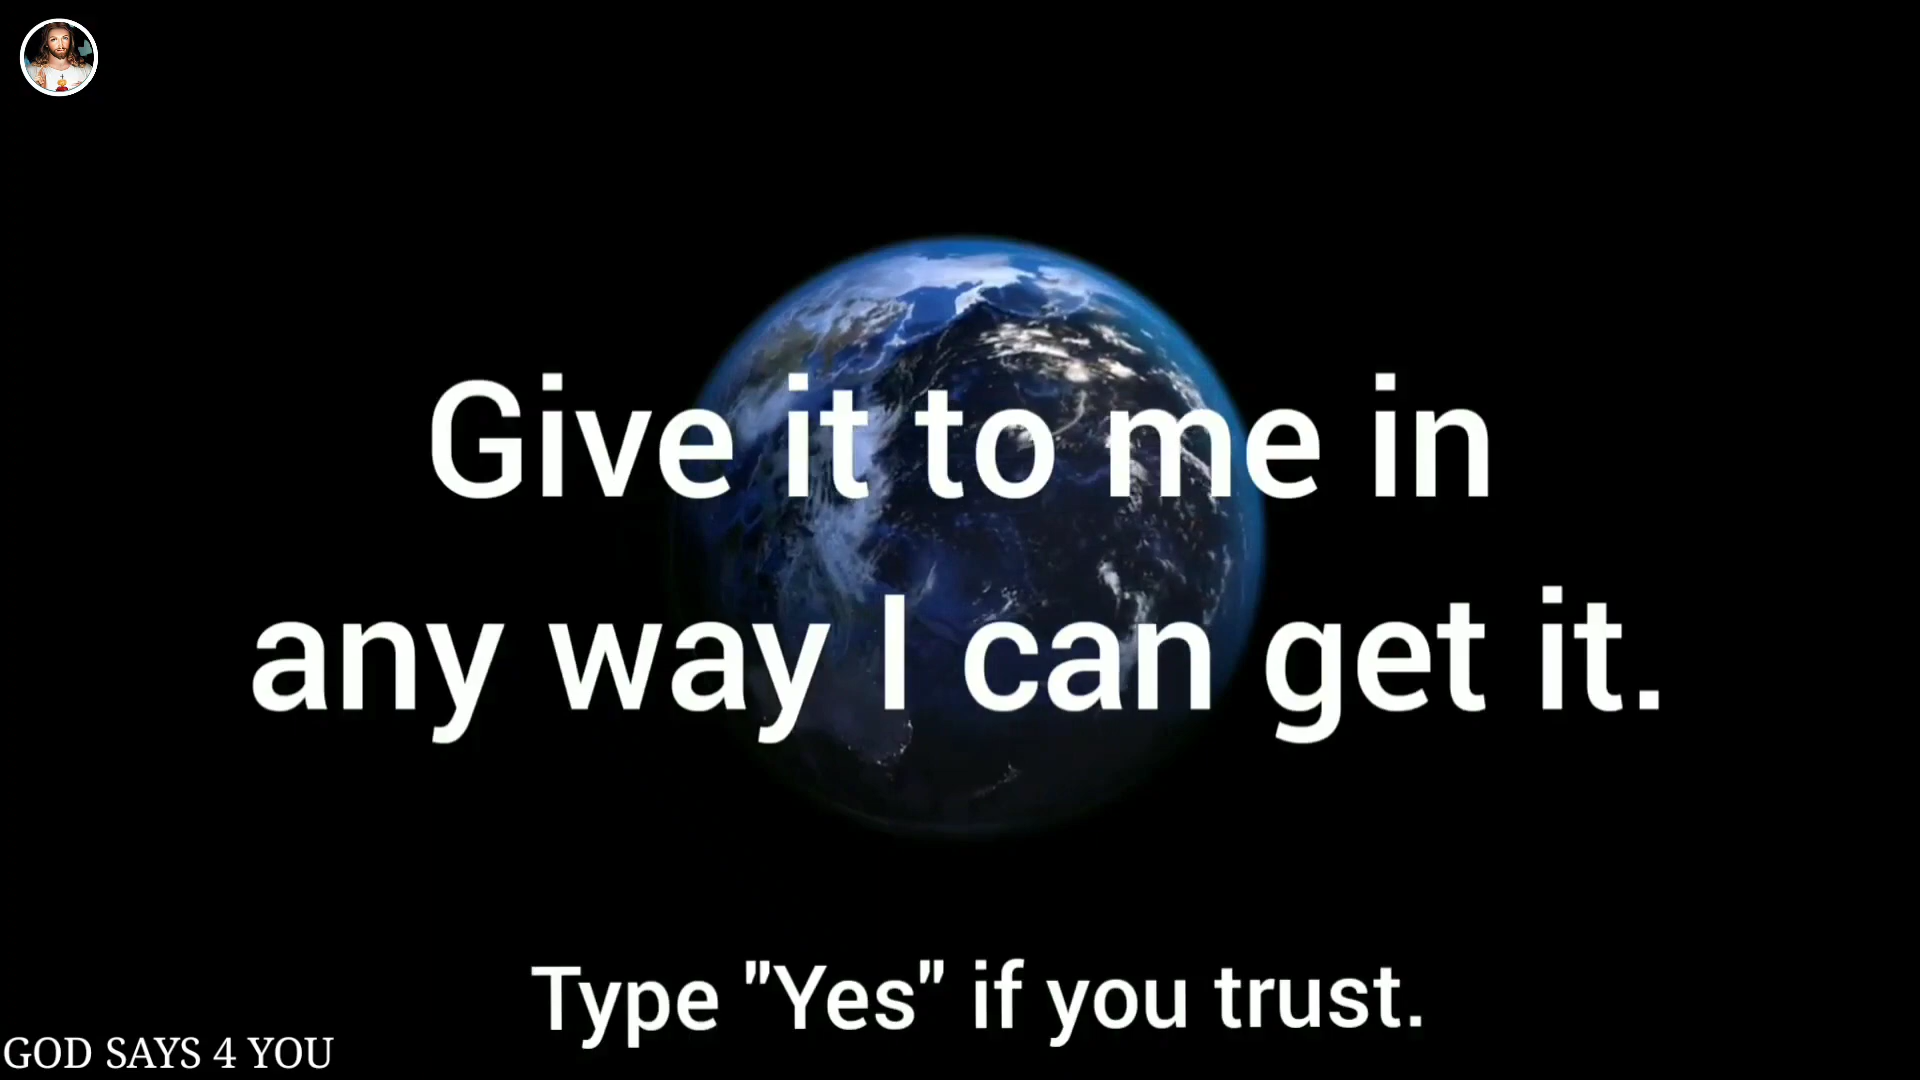 Give it to me in
any way I can get it.
Type "Yes" if you trust.
GOD SAYS 4 YOU